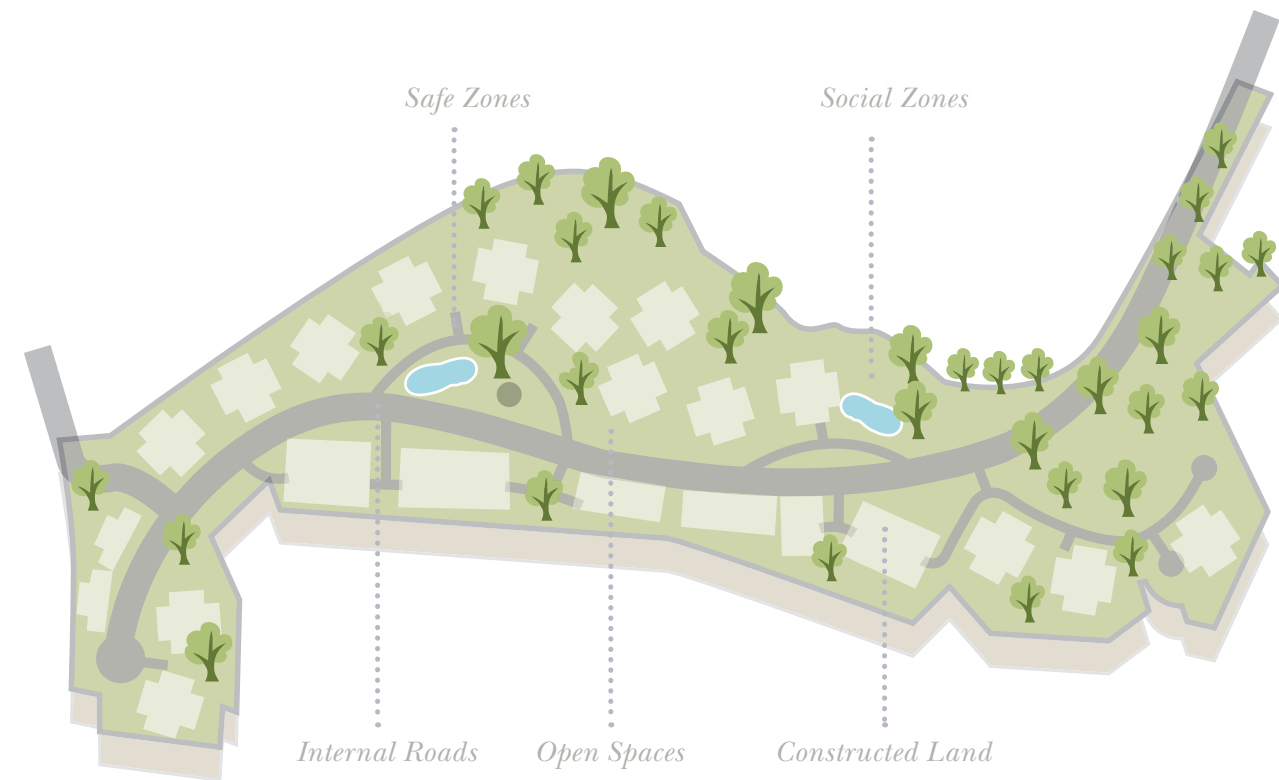 Safe Zones
Social Zones
Internal Roads
Open Spaces
Constructed Land